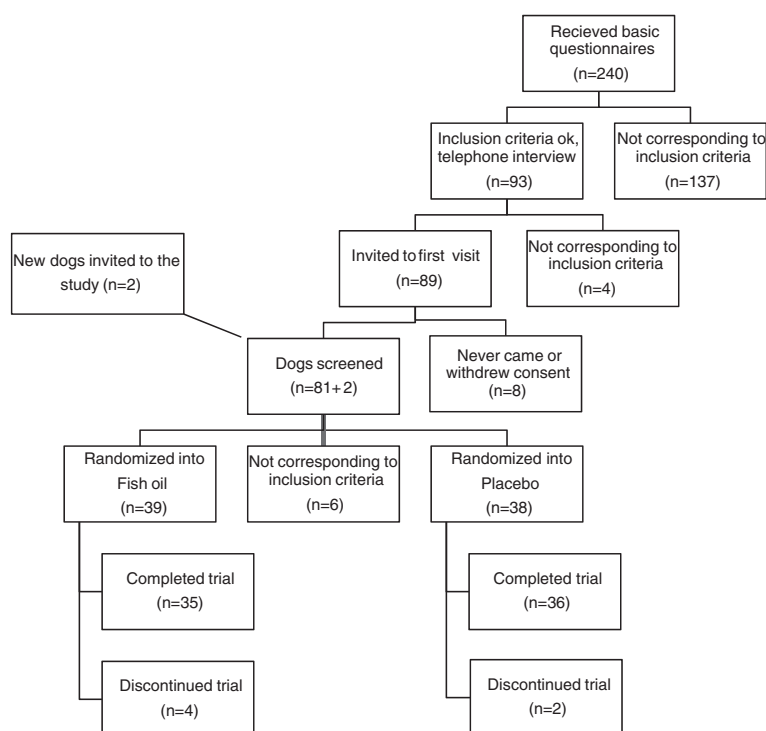 Recieved basic
questionnaires
(n=240)
Inclusion criteria ok,
telephone interview
(n=93)
Not corresponding to
inclusion criteria
(n=137)
New dogs invited to the
study (n=2)
Invited to first visit
(n=89)
Not corresponding to
inclusion criteria
(n=4)
Dogs screened
(n=81+2)
Never came or
withdrew consent
(n=8)
Randomized into
Fish oil
(n=39)
Not corresponding to
inclusion criteria
(n=6)
Randomized into
Placebo
(n=38)
Completed trial
(n=35)
Completed trial
(n=36)
Discontinued trial
(n=4)
Discontinued trial
(n=2)